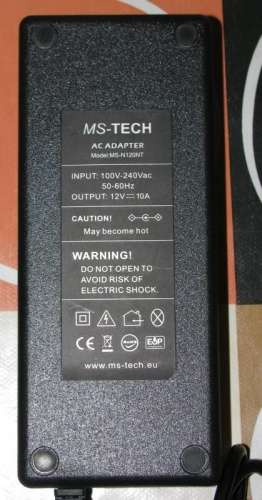 MS-TECH
AC ADAPTER
Model:MS-N120NT
INPUT: 100V-240Vac
50-60Hz
OUTPUT: 12V⎓10A
CAUTION!
May become hot
WARNING!
DO NOT OPEN TO
AVOID RISK OF
ELECTRIC SHOCK.
CE
www.ms-tech.eu